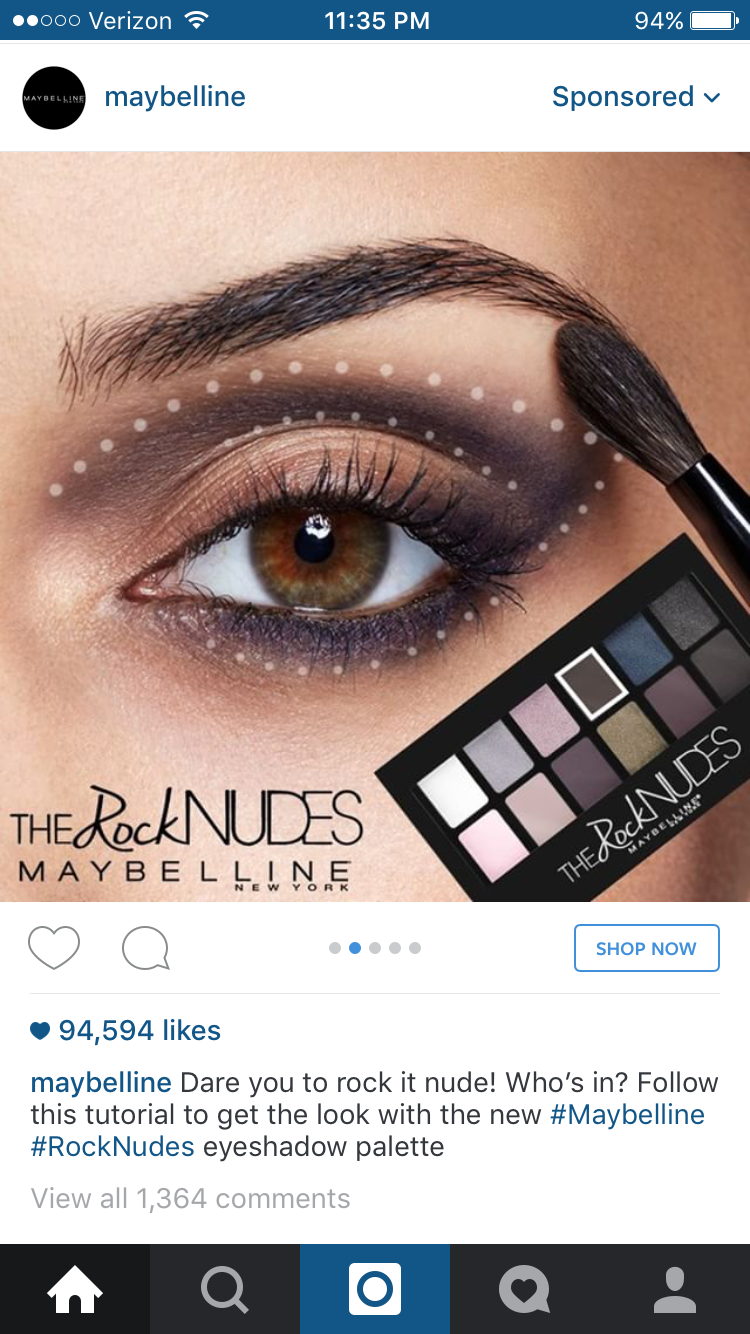 Verizon 11:35 PM 94%
MAYBELLINE
maybelline Sponsored
THE Rock NUDES
MAYBELLINE
NEW YORK
THE Rock NUDES
MAYBELLINE
NEW YORK
SHOP NOW
94,594 likes
maybelline Dare you to rock it nude! Who’s in? Follow
this tutorial to get the look with the new #Maybelline
#RockNudes eyeshadow palette
View all 1,364 comments